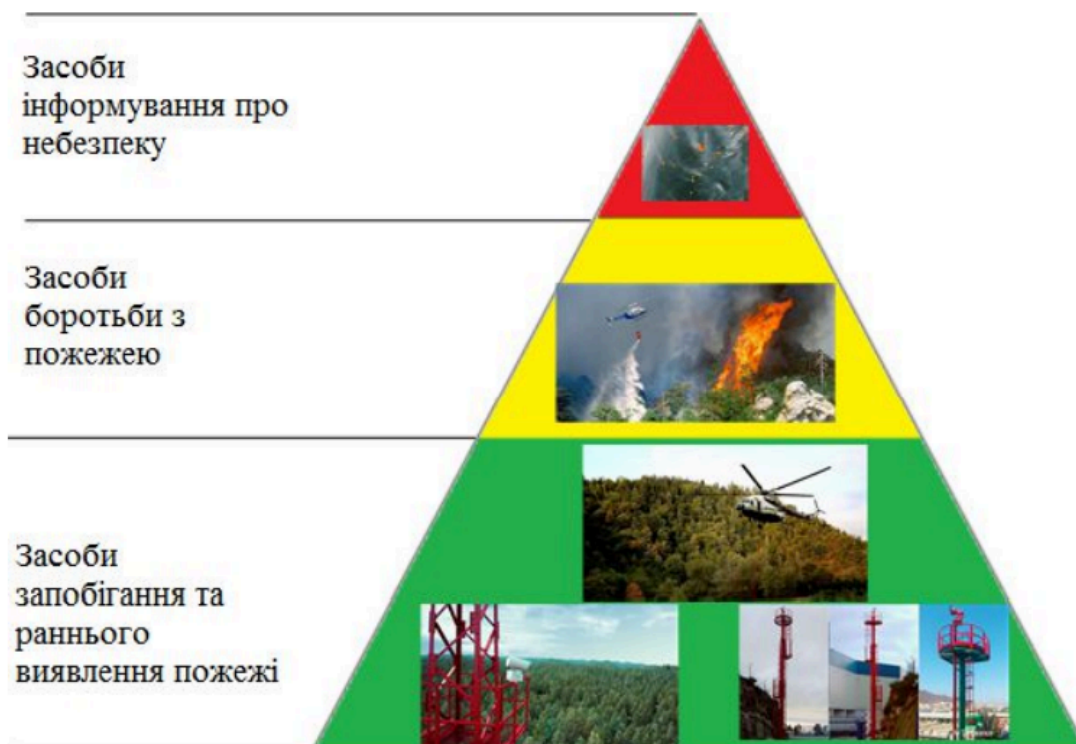 Засоби
інформування про
небезпеку
Засоби
боротьби з
пожежею
Засоби
запобігання та
раннього
виявлення пожежі